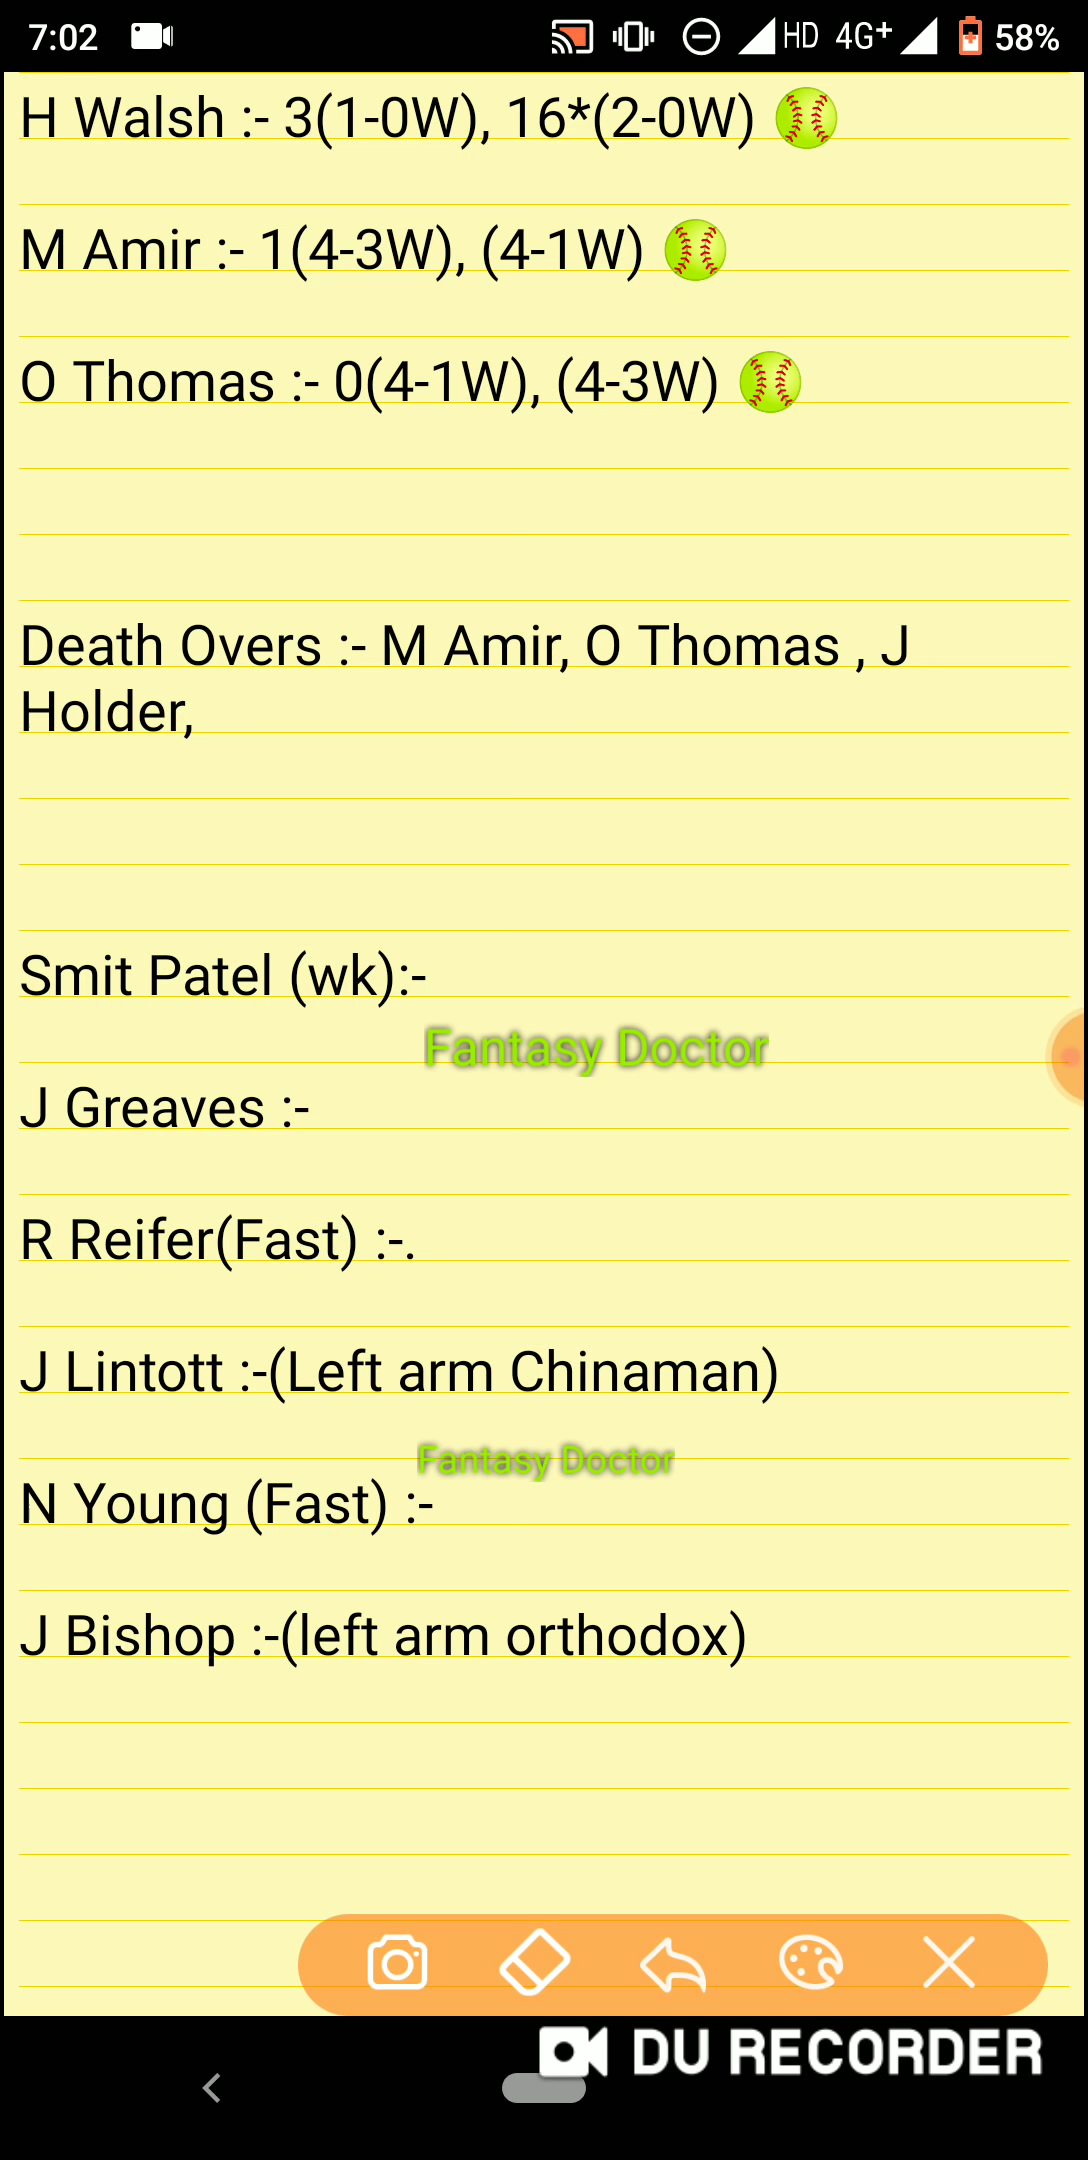 7:02 HD 4G+ 58%
H Walsh :- 3(1-0W), 16*(2-0W)
M Amir :- 1(4-3W), (4-1W)
O Thomas :- 0(4-1W), (4-3W)
Death Overs :- M Amir, O Thomas , J
Holder,
Smit Patel (wk):-
Fantasy Doctor
J Greaves :-
R Reifer(Fast) :-.
J Lintott :-(Left arm Chinaman)
Fantasy Doctor
N Young (Fast) :-
J Bishop :-(left arm orthodox)
DU RECORDER